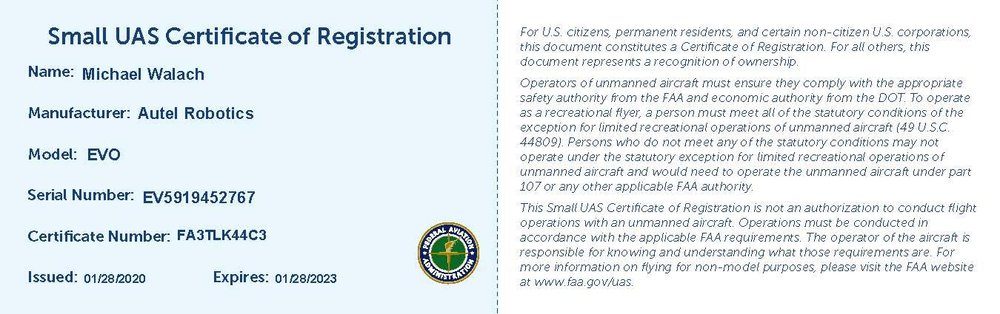 Small UAS Certificate of Registration
Name: Michael Walach
Manufacturer: Autel Robotics
Model: EVO
Serial Number: EV5919452767
Certificate Number: FA3TLK44C3
Issued: 01/28/2020 Expires: 01/28/2023
FEDERAL AVIATION
ADMINISTRATION
For U.S. citizens, permanent residents, and certain non-citizen U.S. corporations,
this document constitutes a Certificate of Registration. For all others, this
document represents a recognition of ownership.
Operators of unmanned aircraft must ensure they comply with the appropriate
safety authority from the FAA and economic authority from the DOT. To operate
as a recreational flyer, a person must meet all of the statutory conditions of the
exception for limited recreational operations of unmanned aircraft (49 U.S.C.
44809). Persons who do not meet any of the statutory conditions may not
operate under the statutory exception for limited recreational operations of
unmanned aircraft and would need to operate the unmanned aircraft under part
107 or any other applicable FAA authority.
This Small UAS Certificate of Registration is not an authorization to conduct flight
operations with an unmanned aircraft. Operations must be conducted in
accordance with the applicable FAA requirements. The operator of the aircraft is
responsible for knowing and understanding what those requirements are. For
more information on flying for non-model purposes, please visit the FAA website
at www.faa.gov/uas.